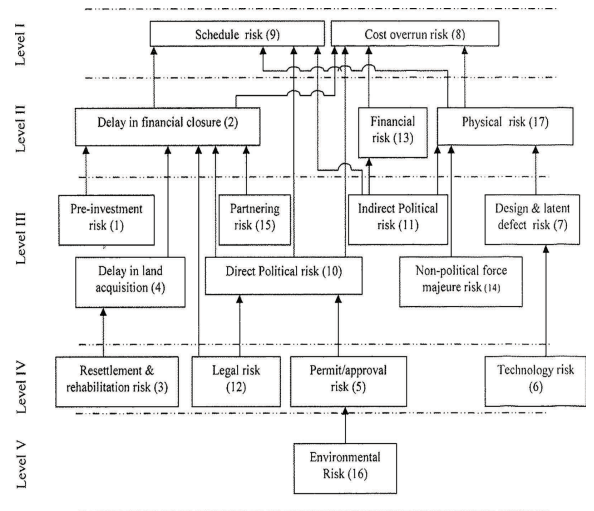 Level I
Schedule risk (9)
Cost overrun risk (8)
Level II
Delay in financial closure (2)
Financial
risk (13)
Physical risk (17)
Level III
Pre-investment
risk (1)
Partnering
risk (15)
Indirect Political
risk (11)
Design & latent
defect risk (7)
Delay in land
acquisition (4)
Direct Political risk (10)
Non-political force
majeure risk (14)
Level IV
Resettlement &
rehabilitation risk (3)
Legal risk
(12)
Permit/approval
risk (5)
Technology risk
(6)
Level V
Environmental
Risk (16)